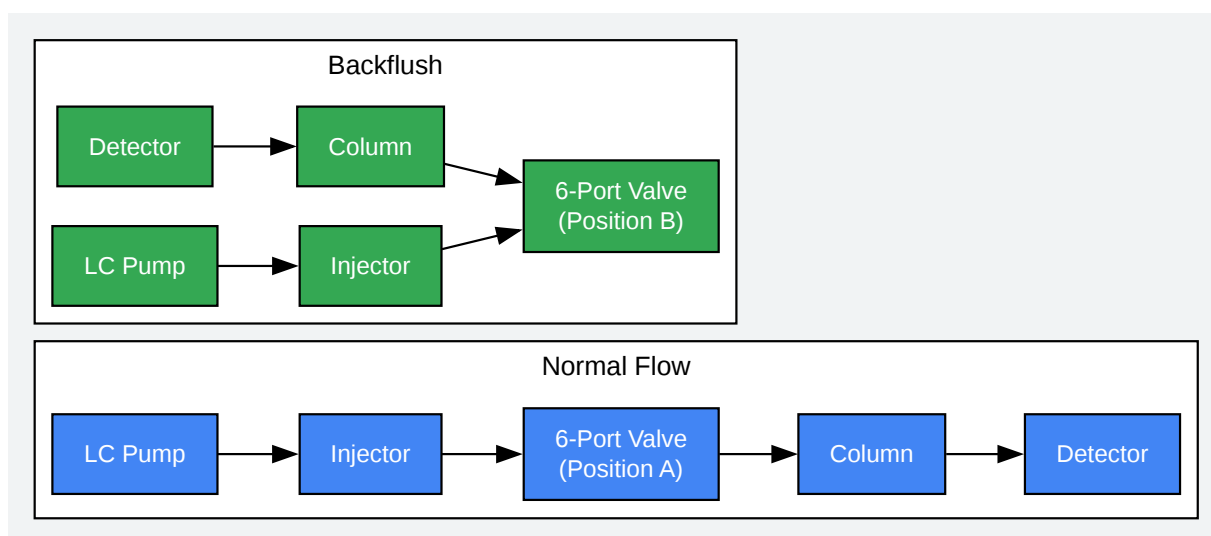 Backflush
Detector
Column
6-Port Valve
(Position B)
LC Pump
Injector
Normal Flow
LC Pump
Injector
6-Port Valve
(Position A)
Column
Detector